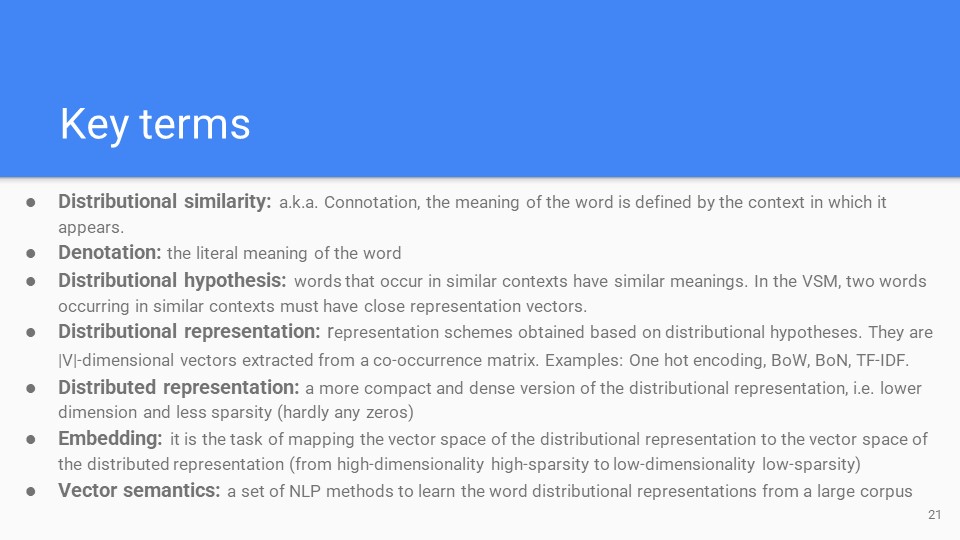 Key terms
● Distributional similarity: a.k.a. Connotation, the meaning of the word is defined by the context in which it
appears.
● Denotation: the literal meaning of the word
● Distributional hypothesis: words that occur in similar contexts have similar meanings. In the VSM, two words
occurring in similar contexts must have close representation vectors.
● Distributional representation: representation schemes obtained based on distributional hypotheses. They are
|V|-dimensional vectors extracted from a co-occurrence matrix. Examples: One hot encoding, BoW, BoN, TF-IDF.
● Distributed representation: a more compact and dense version of the distributional representation, i.e. lower
dimension and less sparsity (hardly any zeros)
● Embedding: it is the task of mapping the vector space of the distributional representation to the vector space of
the distributed representation (from high-dimensionality high-sparsity to low-dimensionality low-sparsity)
● Vector semantics: a set of NLP methods to learn the word distributional representations from a large corpus
21